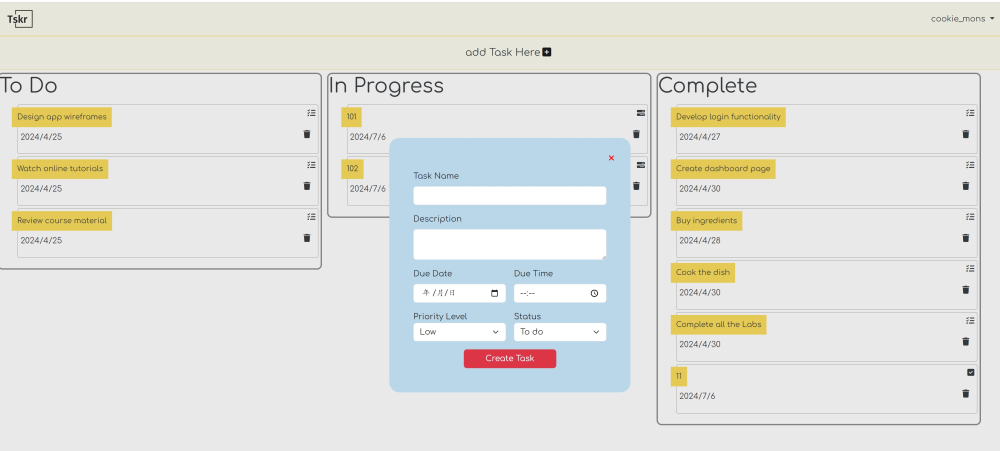 Tskr
cookie_mons
add Task Here
To Do
Design app wireframes
2024/4/25
Watch online tutorials
2024/4/25
Review course material
2024/4/25
In Progress
101
2024/7/6
102
2024/7/6
Complete
Develop login functionality
2024/4/27
Create dashboard page
2024/4/30
Buy ingredients
2024/4/28
Cook the dish
2024/4/30
Complete all the Labs
2024/4/30
11
2024/7/6
×
Task Name
Description
Due Date
Due Time
年 /月/日
--:--
Priority Level
Status
Low
To do
Create Task